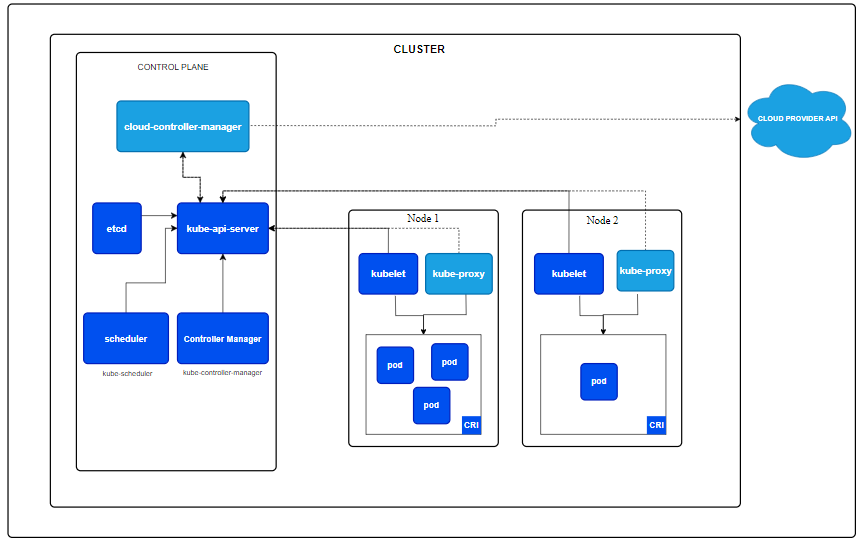 CLUSTER
CONTROL PLANE
cloud-controller-manager
CLOUD PROVIDER API
etcd
kube-api-server
scheduler
kube-scheduler
Controller Manager
kube-controller-manager
Node 1
kubelet
kube-proxy
pod
pod
pod
CRI
Node 2
kubelet
kube-proxy
pod
CRI